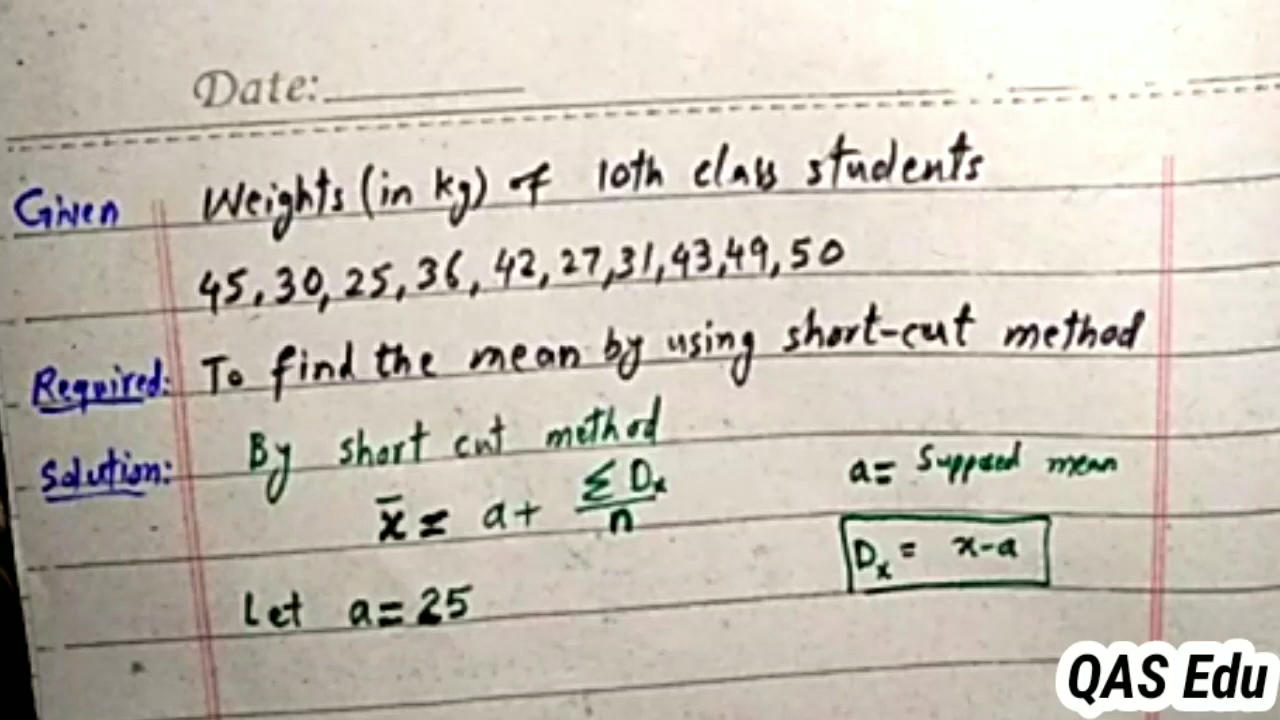 Date:
Given Weights (in kg) of 10th class students
45, 30, 25, 36, 42, 27, 31, 43, 49, 50
Required: To find the mean by using short-cut method
Solution: By short cut method
a = Supposed mean
x̄ = a + ΣDx/n
Dx = x-a
Let a = 25
QAS Edu